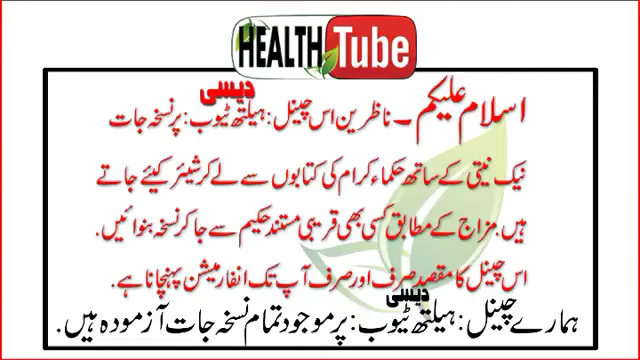 HEALTH Tube
اسلام علیکم ۔ ناظرین اس چینل : دیسی ہیلتھ ٹیوب : پر نسخہ جات
نیک نیتی کے ساتھ حکماء کرام کی کتابوں سے لے کر شیئر کیئے جاتے
ہیں . مزاج کے مطابق کسی بھی قریبی مستند حکیم سے جا کر نسخہ بنوائیں .
اس چینل کا مقصد صرف اور صرف آپ تک انفارمیشن پہنچانا ہے .
ہمارے چینل : دیسی ہیلتھ ٹیوب : پر موجود تمام نسخہ جات آزمودہ ہیں .